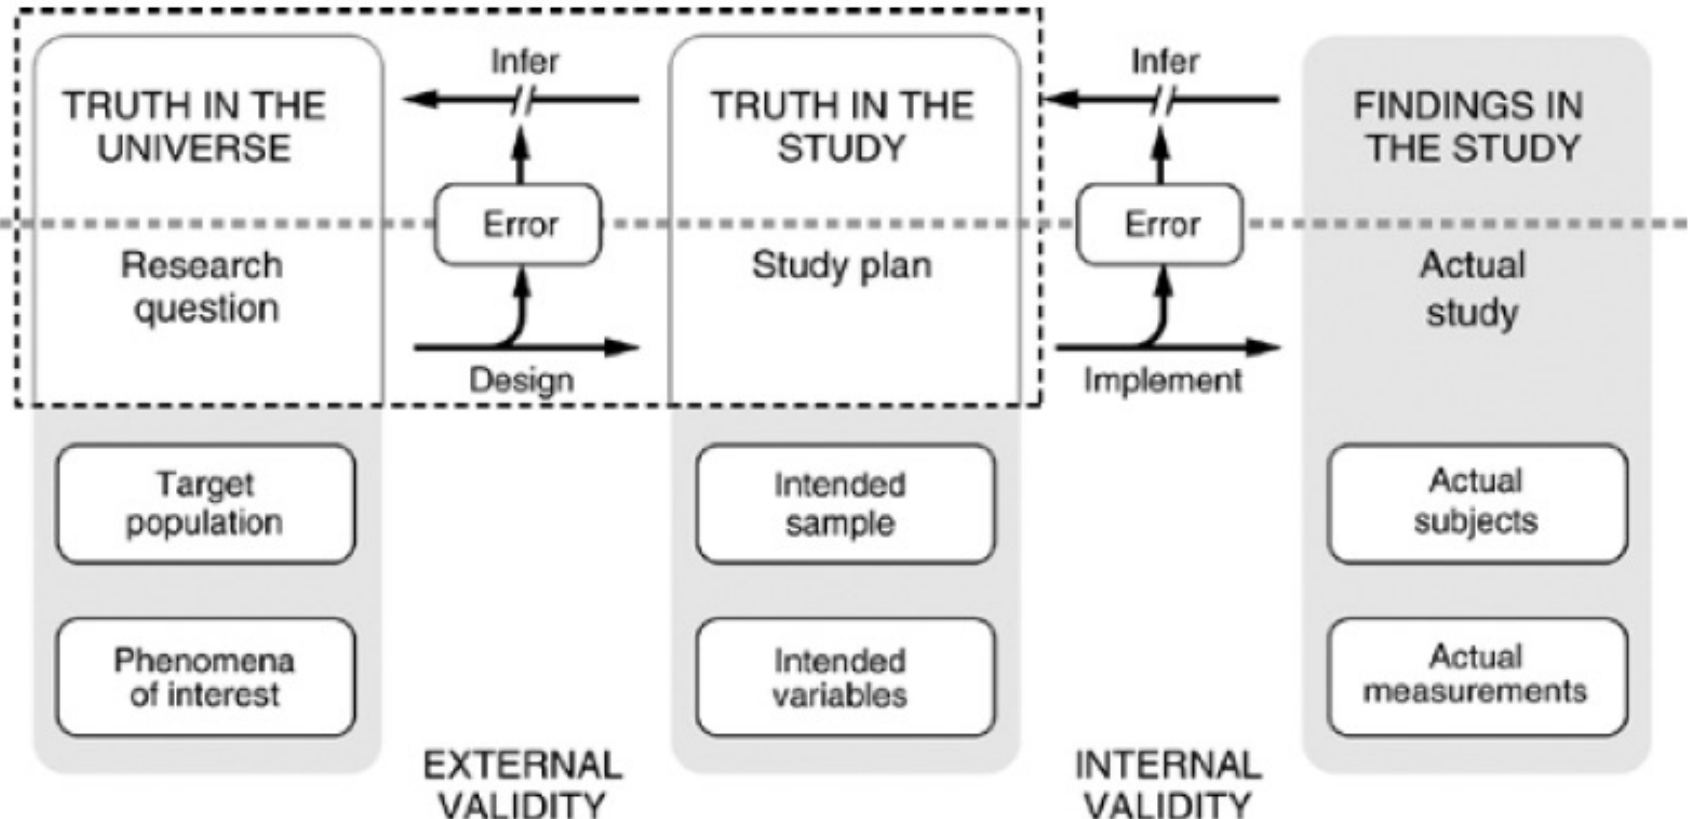 Infer
Infer
TRUTH IN THE
UNIVERSE
TRUTH IN THE
STUDY
FINDINGS IN
THE STUDY
Error
Error
Research
question
Study plan
Actual
study
Design
Implement
Target
population
Intended
sample
Actual
subjects
Phenomena
of interest
Intended
variables
Actual
measurements
EXTERNAL
VALIDITY
INTERNAL
VALIDITY